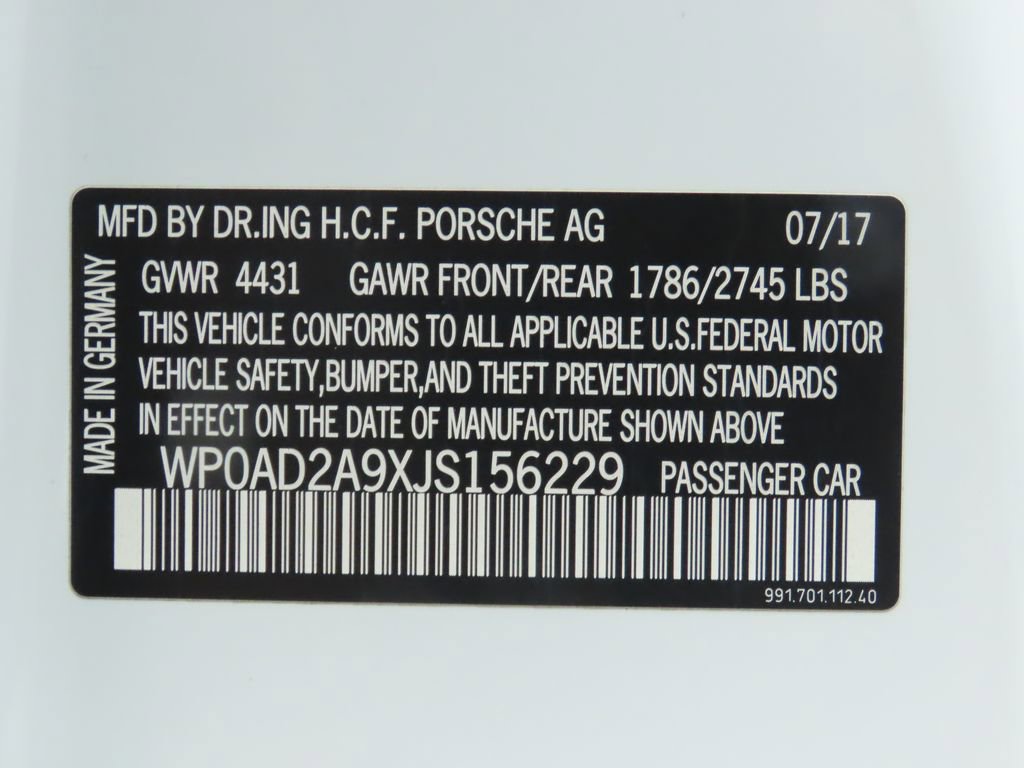 MFD BY DR.ING H.C.F. PORSCHE AG 07/17
GVWR 4431 GAWR FRONT/REAR 1786/2745 LBS
THIS VEHICLE CONFORMS TO ALL APPLICABLE U.S.FEDERAL MOTOR
VEHICLE SAFETY,BUMPER,AND THEFT PREVENTION STANDARDS
IN EFFECT ON THE DATE OF MANUFACTURE SHOWN ABOVE
WP0AD2A9XJS156229 PASSENGER CAR
991.701.112.40
MADE IN GERMANY